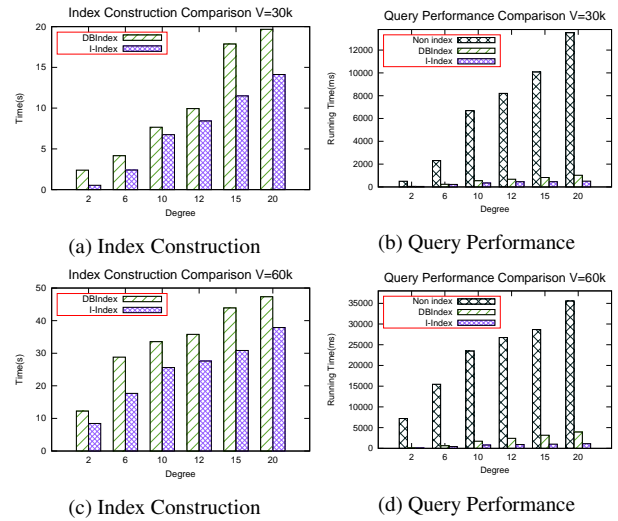 Index Construction Comparison V=30k
DBIndex
I-Index
20
15
10
5
0
Time(s)
2 6 10 12 15 20
Degree
(a) Index Construction
Query Performance Comparison V=30k
Non index
DBIndex
I-Index
12000
10000
8000
6000
4000
2000
0
Running Time(ms)
2 6 10 12 15 20
Degree
(b) Query Performance
Index Construction Comparison V=60k
DBIndex
I-Index
50
40
30
20
10
0
Time(s)
2 6 10 12 15 20
Degree
(c) Index Construction
Query Performance Comparison V=60k
Non index
DBIndex
I-Index
35000
30000
25000
20000
15000
10000
5000
0
Running Time(ms)
2 6 10 12 15 20
Degree
(d) Query Performance